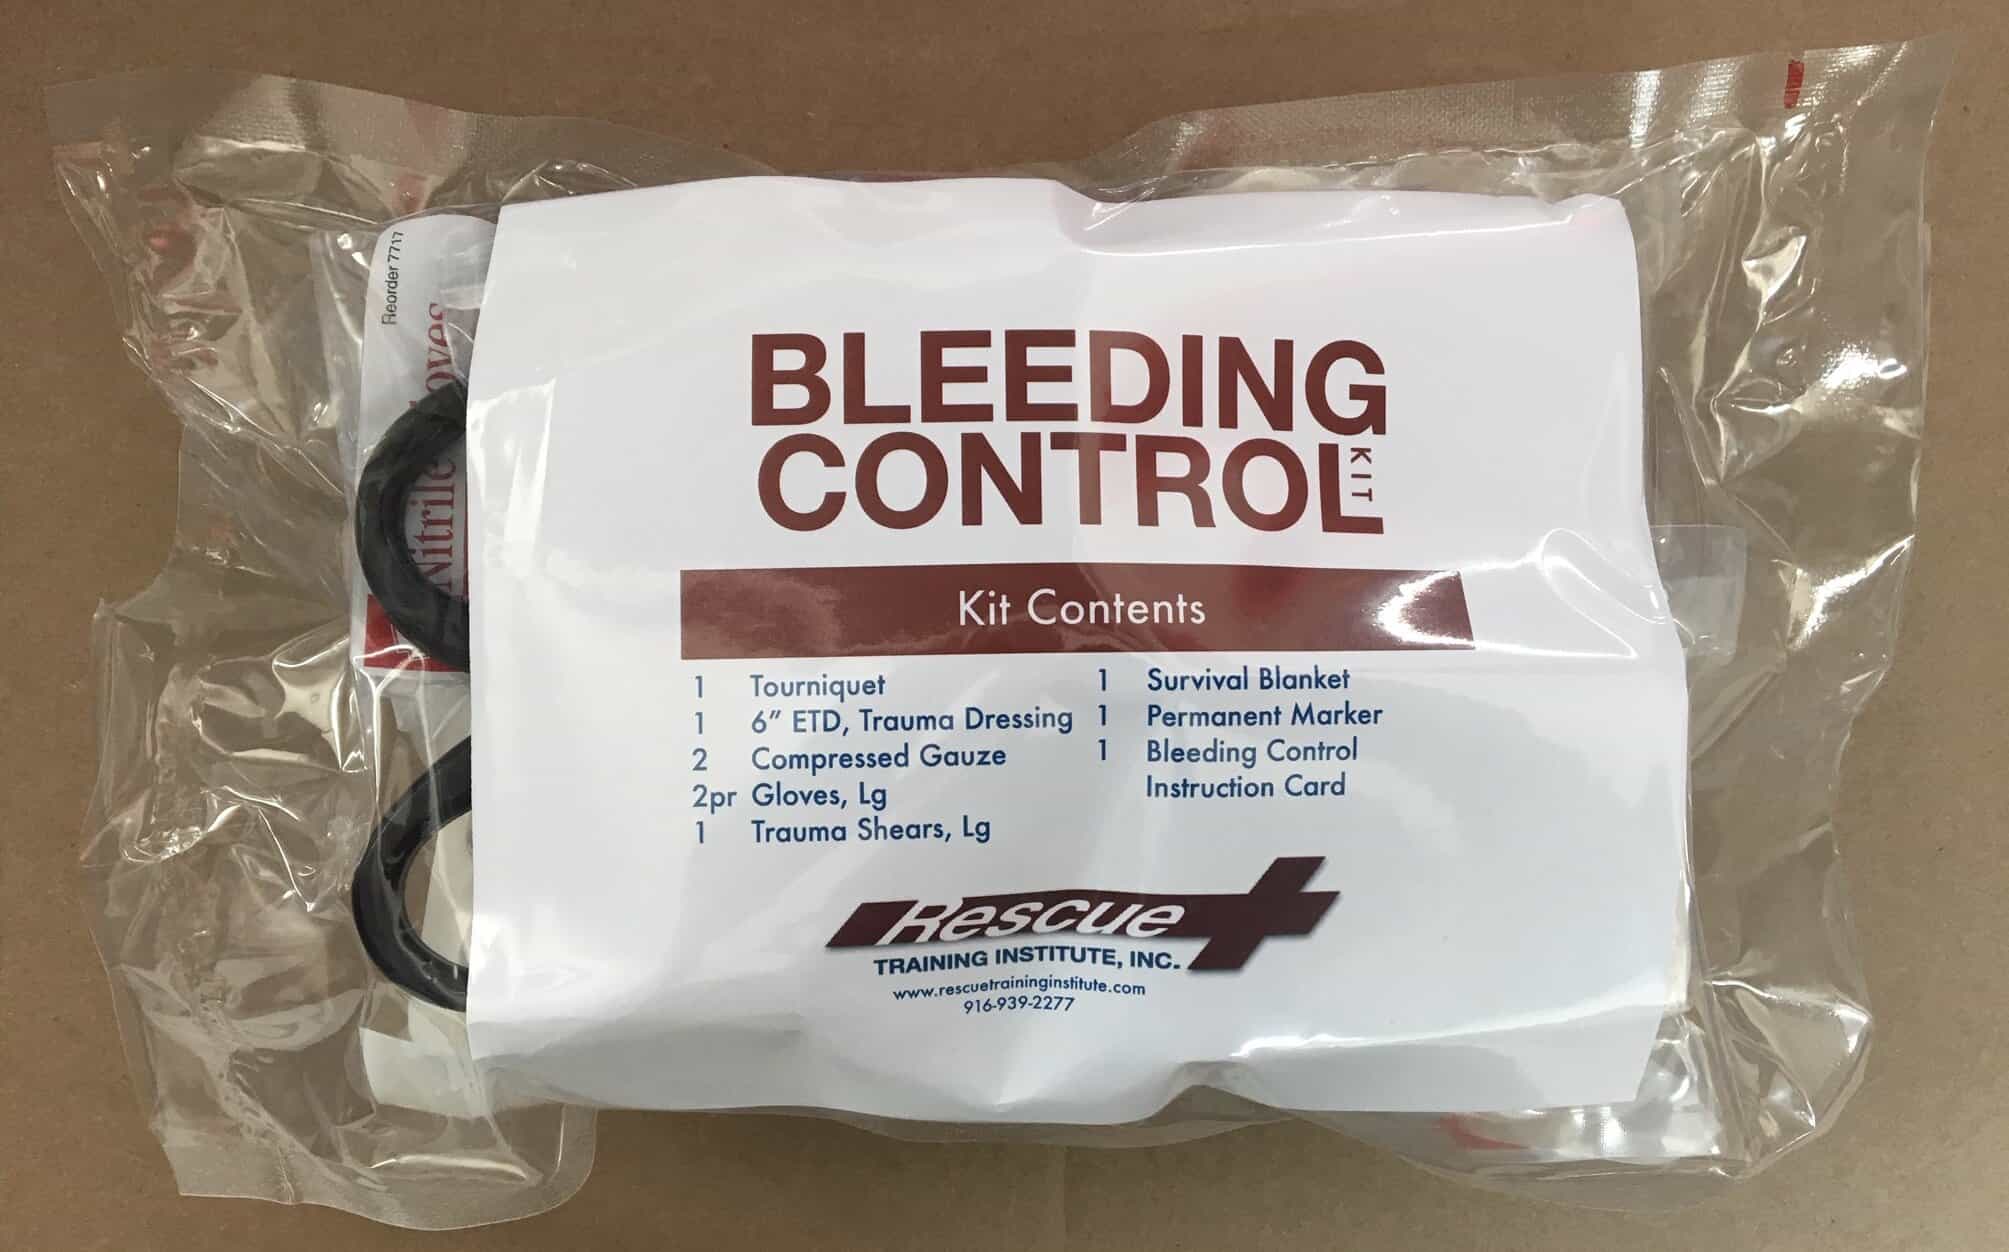 Reorder 7717
Nitrile
BLEEDING
CONTROL
KIT
Kit Contents
1 Tourniquet
1 6" ETD, Trauma Dressing
2 Compressed Gauze
2pr Gloves, Lg
1 Trauma Shears, Lg
1 Survival Blanket
1 Permanent Marker
1 Bleeding Control
Instruction Card
Rescue
TRAINING INSTITUTE, INC.
www.rescuetraininginstitute.com
916-939-2277